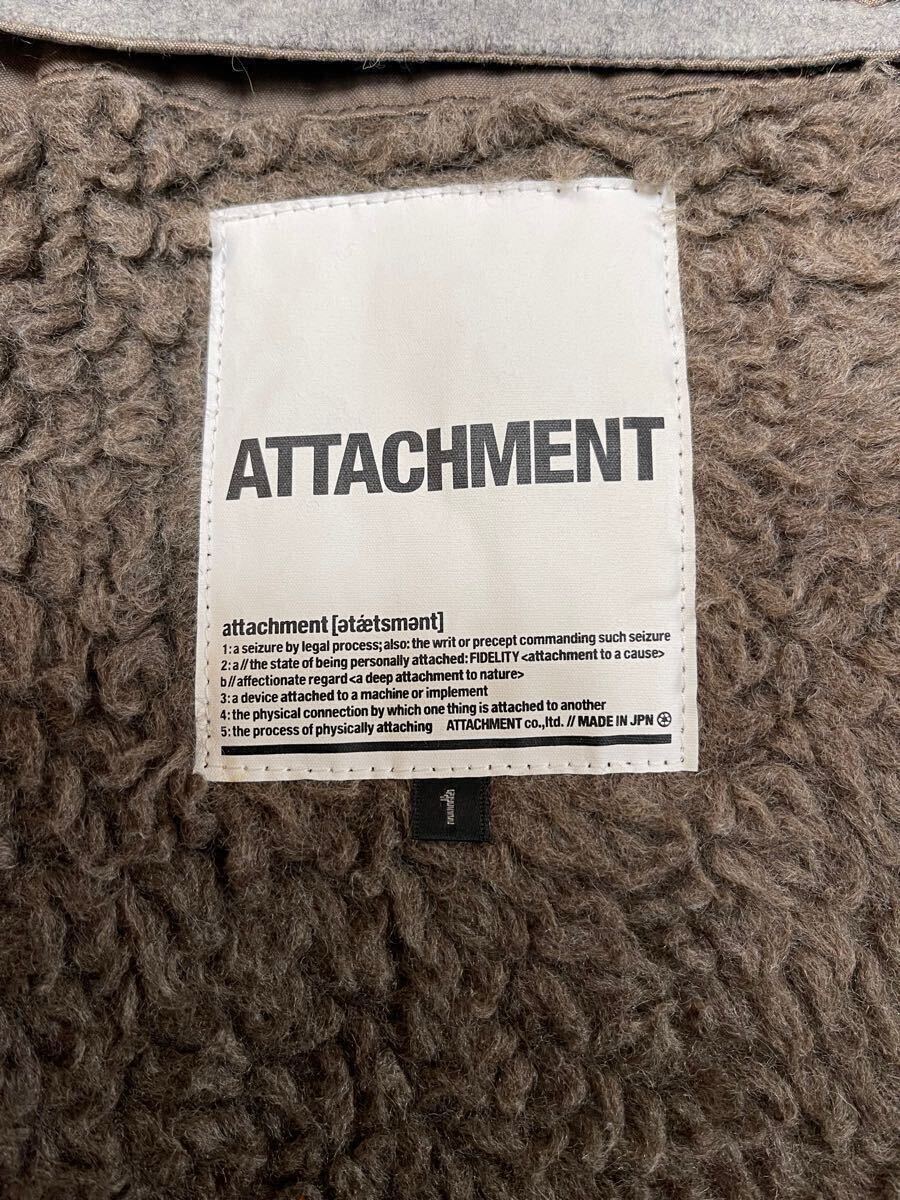 ATTACHMENT
attachment [ətǽtsmənt]
1: a seizure by legal process; also: the writ or precept commanding such seizure
2: a // the state of being personally attached: FIDELITY <attachment to a cause>
b // affectionate regard <a deep attachment to nature>
3: a device attached to a machine or implement
4: the physical connection by which one thing is attached to another
5: the process of physically attaching ATTACHMENT co.,ltd. // MADE IN JPN
1